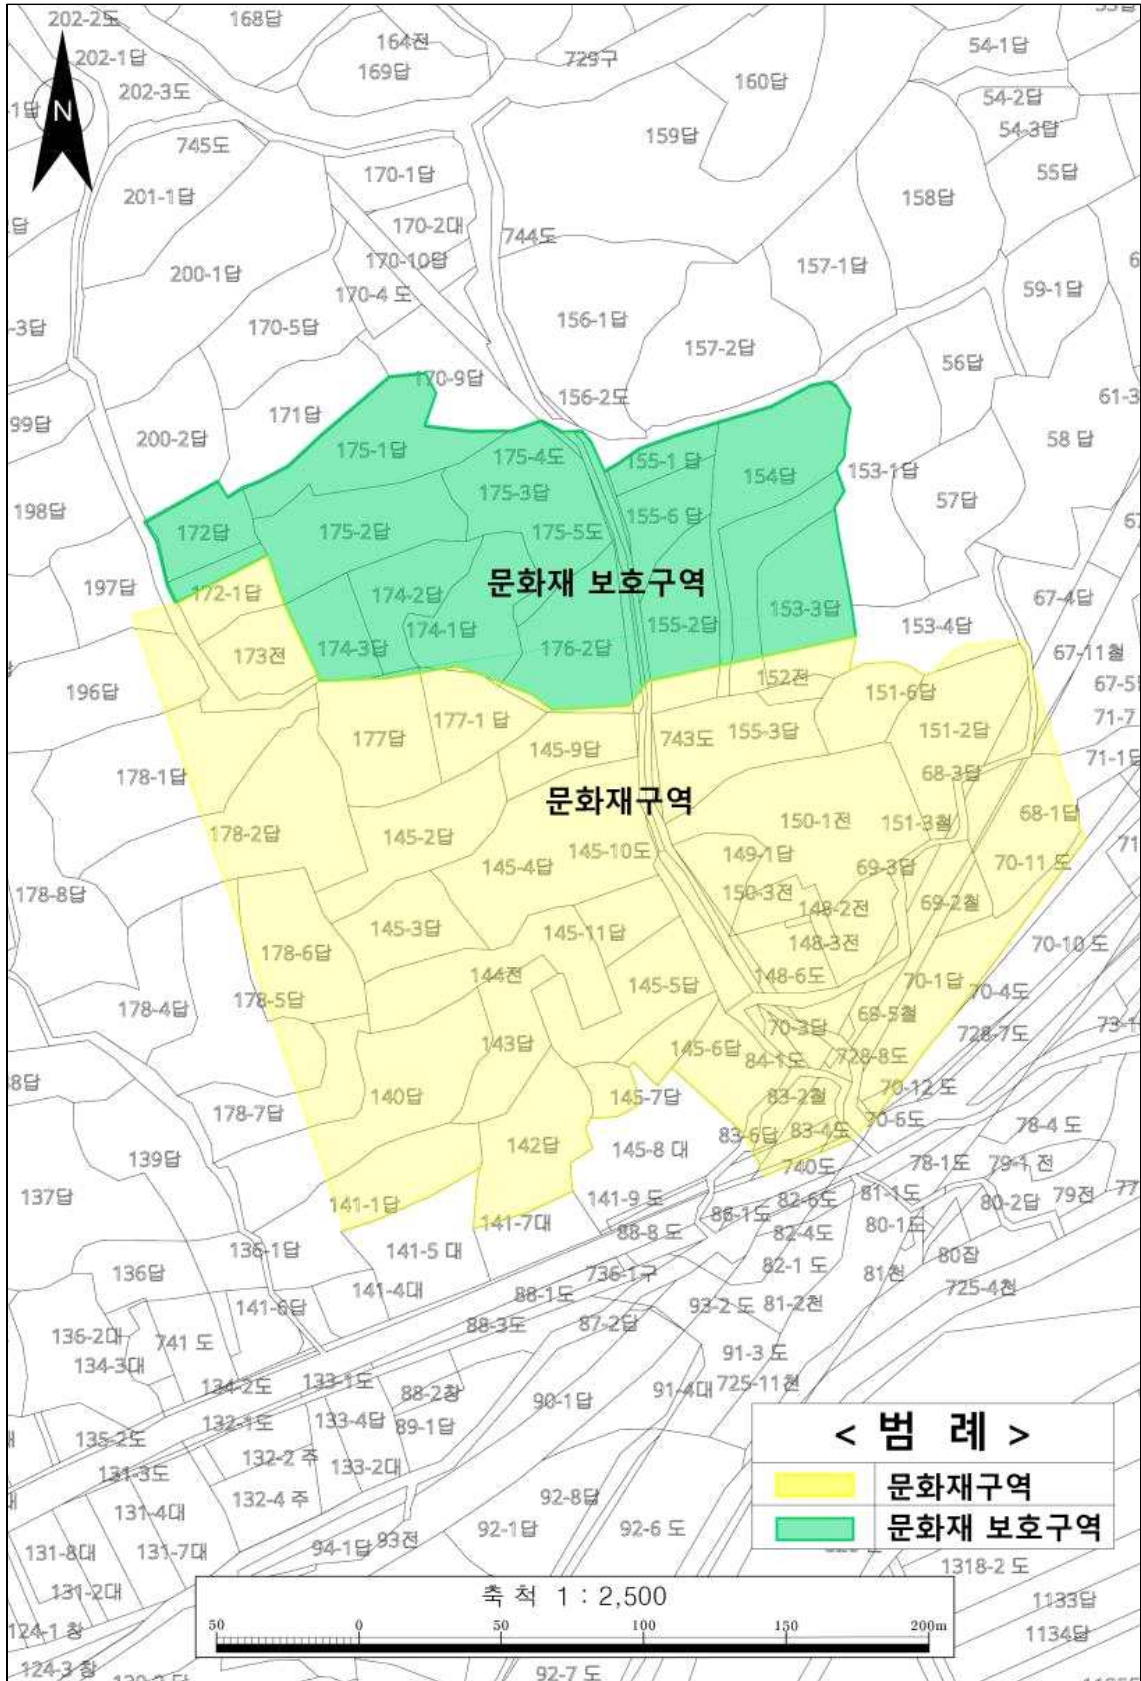 202-2도
168답
164전
202-1답
169답
729구
54-1답
160답
202-3도
N
54-2답
54-3답
159답
745도
170-1답
55답
201-1답
158답
170-2대
744도
170-10답
157-1답
200-1답
59-1답
170-4 도
156-1답
170-5답
157-2답
56답
170-9답
156-2도
171답
200-2답
58 답
175-1답
175-4도
155-1 답
154답
153-1답
57답
175-3답
198답
172답
175-2답
175-5도
155-6 답
문화재 보호구역
197답
172-1답
174-2답
67-4답
153-3답
174-1답
155-2답
153-4답
174-3답
176-2답
173전
67-11철
152전
196답
151-6답
177-1 답
177답
145-9답
743도
155-3답
151-2답
178-1답
68-3답
문화재구역
68-1답
178-2답
145-2답
150-1전
151-3철
145-10도
149-1답
145-4답
69-3답
70-11 도
178-8답
150-3전
148-2전
69-2철
145-3답
145-11답
148-3전
70-10 도
178-6답
144전
148-6도
70-1답
178-5답
145-5답
70-4도
178-4답
69-5철
70-3답
728-7도
143답
145-6답
84-1도
728-8도
140답
145-7답
83-2철
70-12 도
178-7답
70-6도
78-4 도
83-6답
83-4도
139답
142답
145-8 대
740도
78-1도
79-1 전
137답
141-1답
141-9 도
82-6도
81-1도
80-2답
79전
141-7대
86-1도
80-1도
88-8 도
82-4도
136-1답
141-5 대
80잡
736-1구
82-1 도
81천
725-4천
136답
141-4대
88-1도
93-2 도
81-2천
141-6답
88-3도
87-2답
136-2대
741 도
91-3 도
134-3대
134-2도
133-1도
88-2창
91-4대
725-11천
90-1답
132-1도
133-4답
89-1답
135-2도
< 범 례 >
132-2 주
133-2대
131-3도
문화재구역
132-4 주
92-8답
131-4대
문화재 보호구역
92-1답
92-6 도
93전
94-1답
131-8대
131-7대
1318-2 도
131-2대
축 척 1 : 2,500
1133답
50 0 50 100 150 200m
124-1 창
1134답
124-3 창
92-7 도